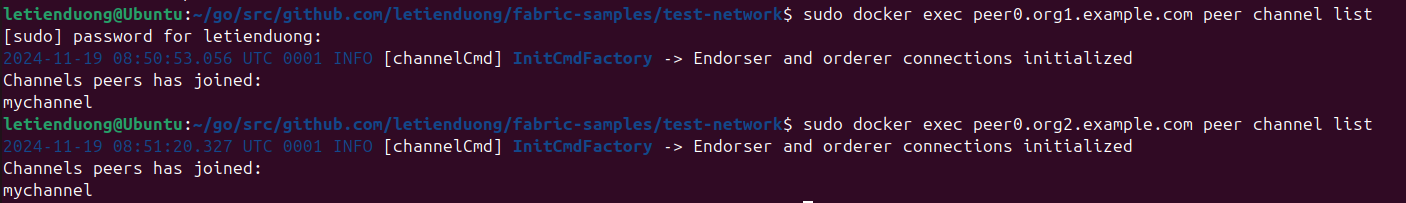 letienduong@Ubuntu:~/go/src/github.com/letienduong/fabric-samples/test-network$ sudo docker exec peer0.org1.example.com peer channel list
[sudo] password for letienduong:
2024-11-19 08:50:53.056 UTC 0001 INFO [channelCmd] InitCmdFactory -> Endorser and orderer connections initialized
Channels peers has joined:
mychannel
letienduong@Ubuntu:~/go/src/github.com/letienduong/fabric-samples/test-network$ sudo docker exec peer0.org2.example.com peer channel list
2024-11-19 08:51:20.327 UTC 0001 INFO [channelCmd] InitCmdFactory -> Endorser and orderer connections initialized
Channels peers has joined:
mychannel